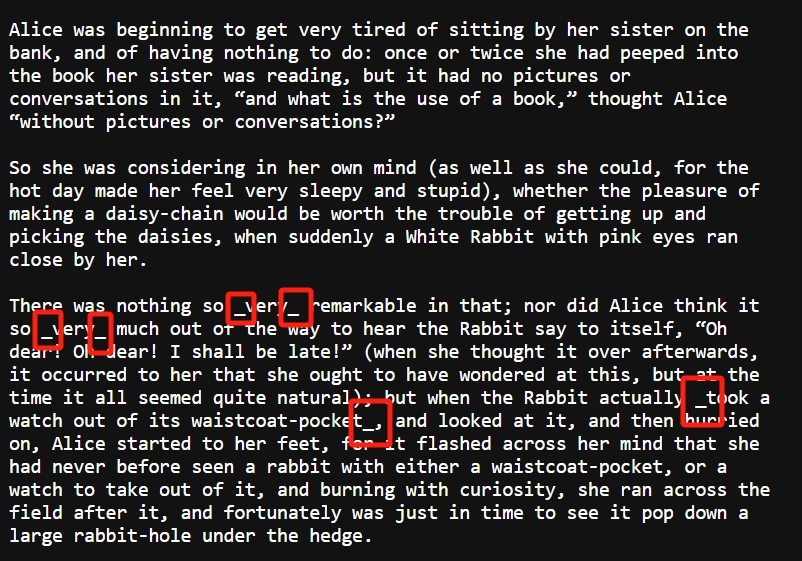 Alice was beginning to get very tired of sitting by her sister on the
bank, and of having nothing to do: once or twice she had peeped into
the book her sister was reading, but it had no pictures or
conversations in it, “and what is the use of a book,” thought Alice
“without pictures or conversations?”
So she was considering in her own mind (as well as she could, for the
hot day made her feel very sleepy and stupid), whether the pleasure of
making a daisy-chain would be worth the trouble of getting up and
picking the daisies, when suddenly a White Rabbit with pink eyes ran
close by her.
There was nothing so _very_ remarkable in that; nor did Alice think it
so _very_ much out of the way to hear the Rabbit say to itself, “Oh
dear! Oh dear! I shall be late!” (when she thought it over afterwards,
it occurred to her that she ought to have wondered at this, but at the
time it all seemed quite natural); but when the Rabbit actually _took a
watch out of its waistcoat-pocket_, and looked at it, and then hurried
on, Alice started to her feet, for it flashed across her mind that she
had never before seen a rabbit with either a waistcoat-pocket, or a
watch to take out of it, and burning with curiosity, she ran across the
field after it, and fortunately was just in time to see it pop down a
large rabbit-hole under the hedge.